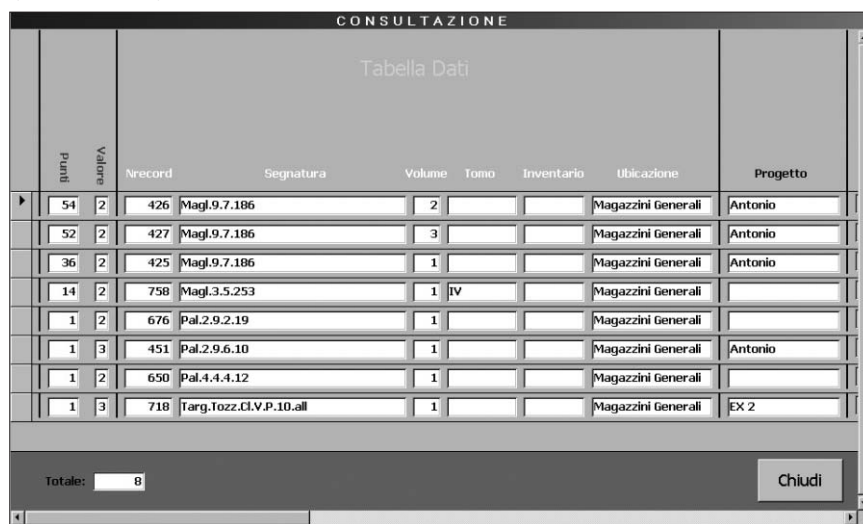 CONSULTAZIONE
Tabella Dati
Punti Valore Nrecord Segnatura Volume Tomo Inventario Ubicazione Progetto
54 2 426 Magl.9.7.186 2 Magazzini Generali Antonio
52 2 427 Magl.9.7.186 3 Magazzini Generali Antonio
36 2 425 Magl.9.7.186 1 Magazzini Generali Antonio
14 2 758 Magl.3.5.253 1 IV Magazzini Generali
1 2 676 Pal.2.9.2.19 1 Magazzini Generali
1 3 451 Pal.2.9.6.10 1 Magazzini Generali Antonio
1 2 650 Pal.4.4.4.12 1 Magazzini Generali
1 3 718 Targ.Tozz.Cl.V.P.10.all 1 Magazzini Generali EX 2
Totale: 8 Chiudi